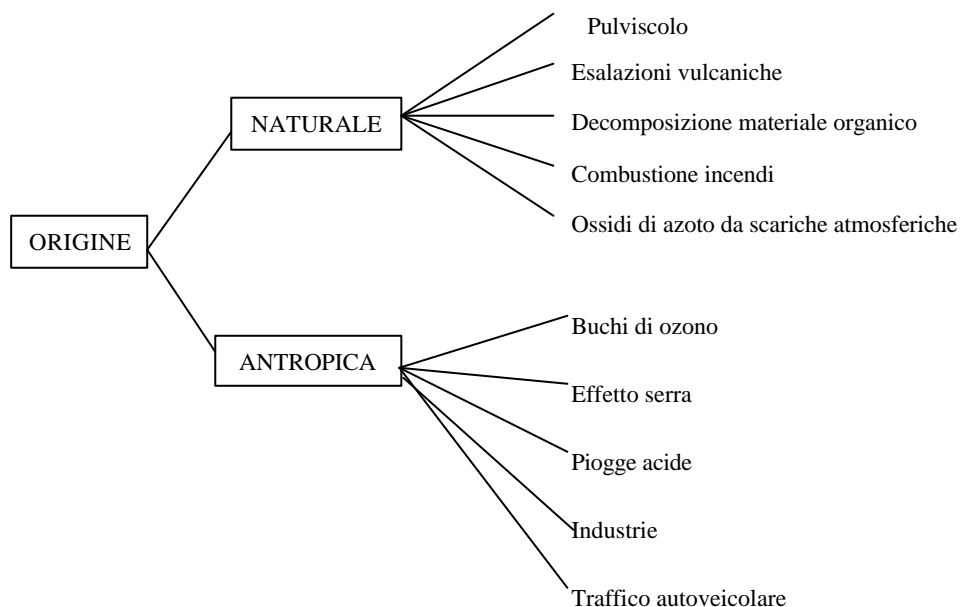 Pulviscolo
Esalazioni vulcaniche
NATURALE
Decomposizione materiale organico
Combustione incendi
ORIGINE
Ossidi di azoto da scariche atmosferiche
Buchi di ozono
ANTROPICA
Effetto serra
Piogge acide
Industrie
Traffico autoveicolare